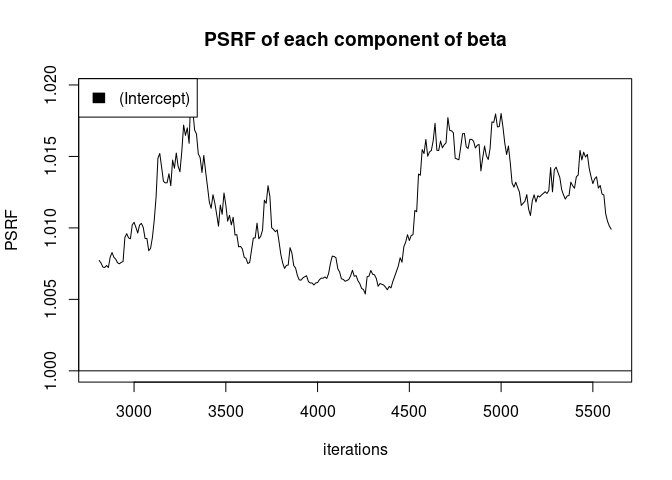 PSRF of each component of beta
(Intercept)
PSRF
1.020
1.015
1.010
1.005
1.000
3000 3500 4000 4500 5000 5500
iterations